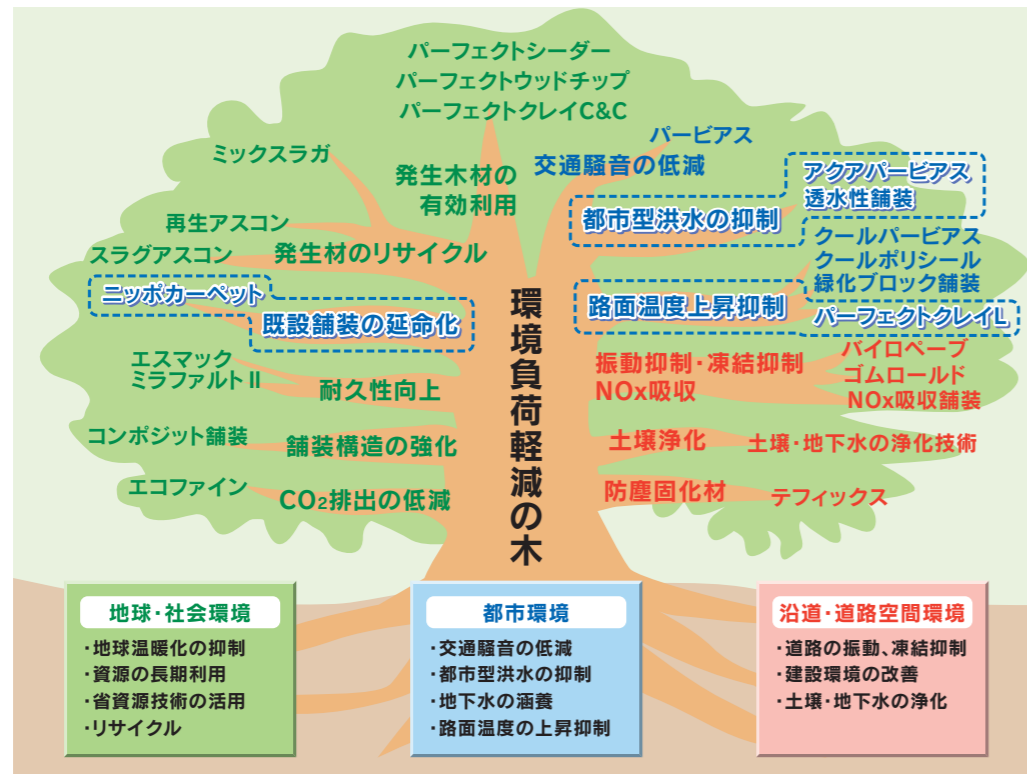 パーフェクトシーダー
パーフェクトウッドチップ
パーフェクトクレイC&C
発生木材の
有効利用
ミックスラガ
再生アスコン
スラグアスコン
発生材のリサイクル
ニッポカーペット
既設舗装の延命化
エスマック
ミラファルトⅡ
耐久性向上
コンポジット舗装
舗装構造の強化
エコファイン
CO₂排出の低減
環境負荷軽減の木
パービアス
交通騒音の低減
アクアパービアス
透水性舗装
都市型洪水の抑制
クールパービアス
クールポリシール
緑化ブロック舗装
路面温度上昇抑制
パーフェクトクレイL
振動抑制・凍結抑制
NOx吸収
バイロペーブ
ゴムロールド
NOx吸収舗装
土壌浄化
土壌・地下水の浄化技術
防塵固化材
テフィックス
地球・社会環境
・地球温暖化の抑制
・資源の長期利用
・省資源技術の活用
・リサイクル
都市環境
・交通騒音の低減
・都市型洪水の抑制
・地下水の涵養
・路面温度の上昇抑制
沿道・道路空間環境
・道路の振動、凍結抑制
・建設環境の改善
・土壌・地下水の浄化